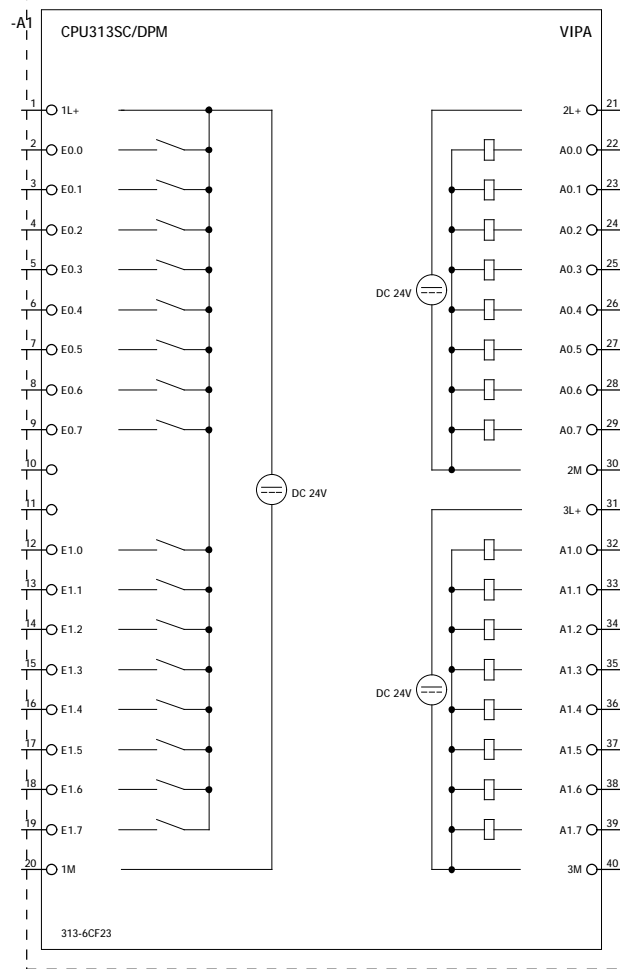 -A1 CPU313SC/DPM VIPA
1 1L+ 2L+ 21
2 E0.0 A0.0 22
3 E0.1 A0.1 23
4 E0.2 A0.2 24
5 E0.3 A0.3 25
DC 24V
6 E0.4 A0.4 26
7 E0.5 A0.5 27
8 E0.6 A0.6 28
9 E0.7 A0.7 29
10 2M 30
DC 24V
11 3L+ 31
12 E1.0 A1.0 32
13 E1.1 A1.1 33
14 E1.2 A1.2 34
15 E1.3 A1.3 35
DC 24V
16 E1.4 A1.4 36
17 E1.5 A1.5 37
18 E1.6 A1.6 38
19 E1.7 A1.7 39
20 1M 3M 40
313-6CF23